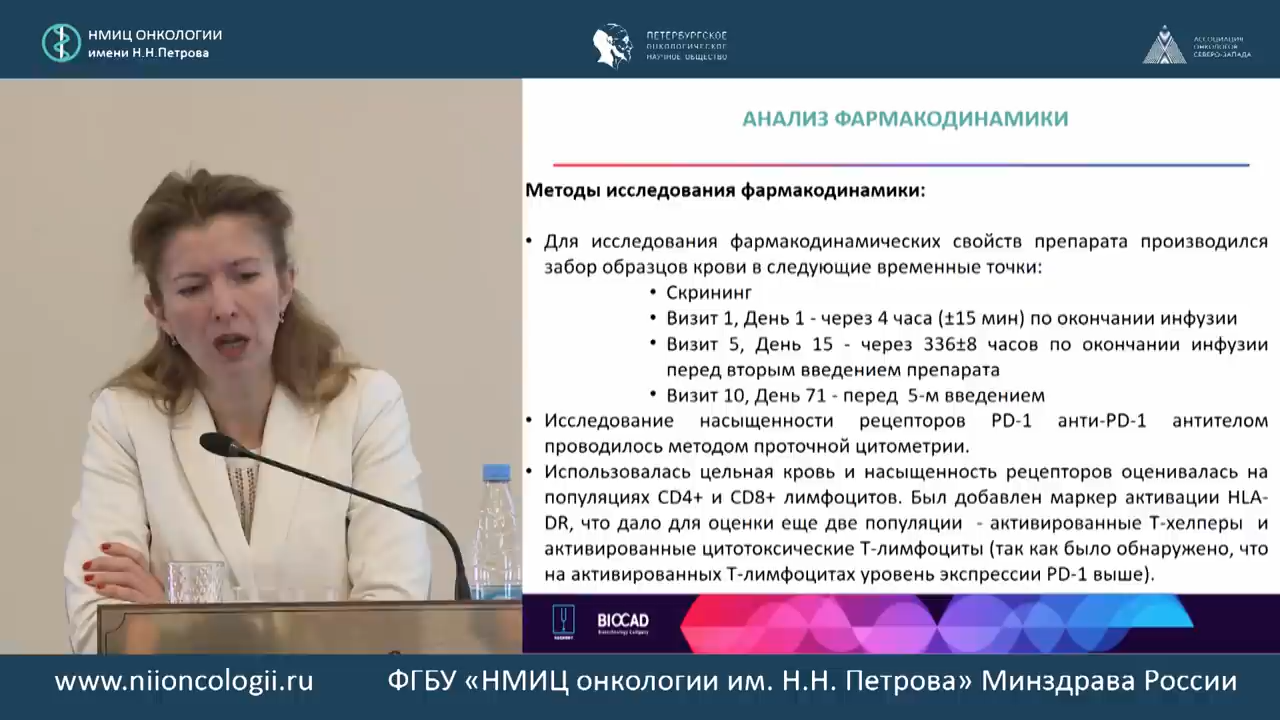 НМИЦ ОНКОЛОГИИ
имени Н.Н.Петрова
ПЕТЕРБУРГСКОЕ
ОНКОЛОГИЧЕСКОЕ
НАУЧНОЕ ОБЩЕСТВО
АССОЦИАЦИЯ
ОНКОЛОГОВ
СЕВЕРО-ЗАПАДА
АНАЛИЗ ФАРМАКОДИНАМИКИ
Методы исследования фармакодинамики:
• Для исследования фармакодинамических свойств препарата производился
забор образцов крови в следующие временные точки:
• Скрининг
• Визит 1, День 1 - через 4 часа (±15 мин) по окончании инфузии
• Визит 5, День 15 - через 336±8 часов по окончании инфузии
перед вторым введением препарата
• Визит 10, День 71 - перед 5-м введением
• Исследование насыщенности рецепторов PD-1 анти-PD-1 антителом
проводилось методом проточной цитометрии.
• Использовалась цельная кровь и насыщенность рецепторов оценивалась на
популяциях CD4+ и CD8+ лимфоцитов. Был добавлен маркер активации HLA-
DR, что дало для оценки еще две популяции - активированные Т-хелперы и
активированные цитотоксические Т-лимфоциты (так как было обнаружено, что
на активированных Т-лимфоцитах уровень экспрессии PD-1 выше).
BIOCAD
Biotechnology Company
www.niioncologii.ru
ФГБУ «НМИЦ онкологии им. Н.Н. Петрова» Минздрава России